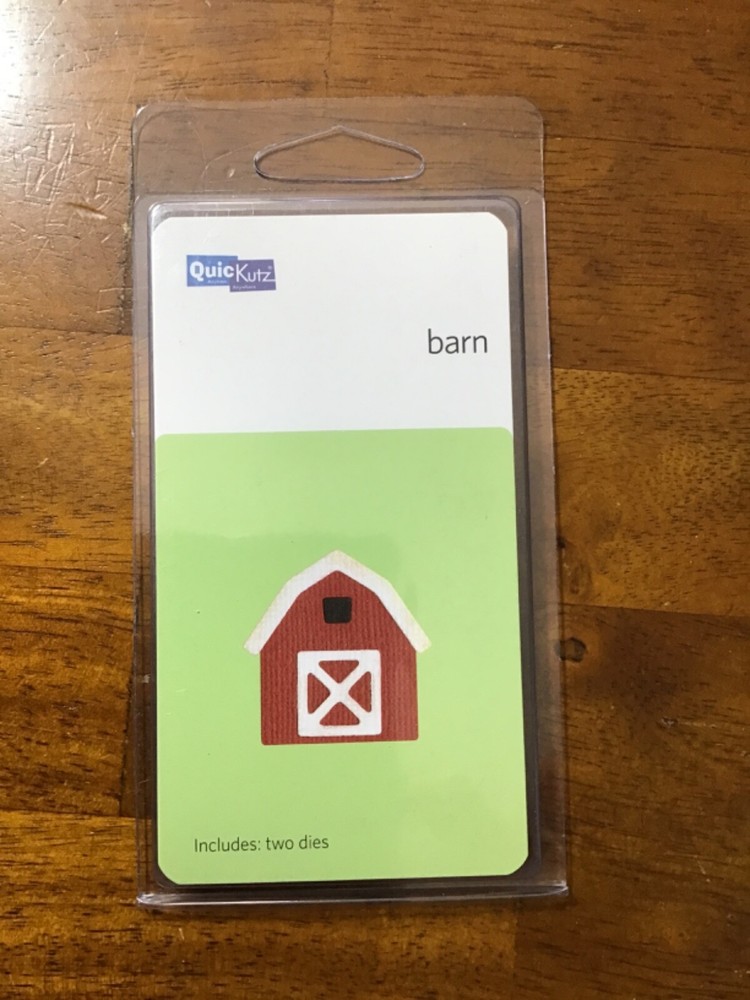 QuicKutz®
barn
Includes: two dies